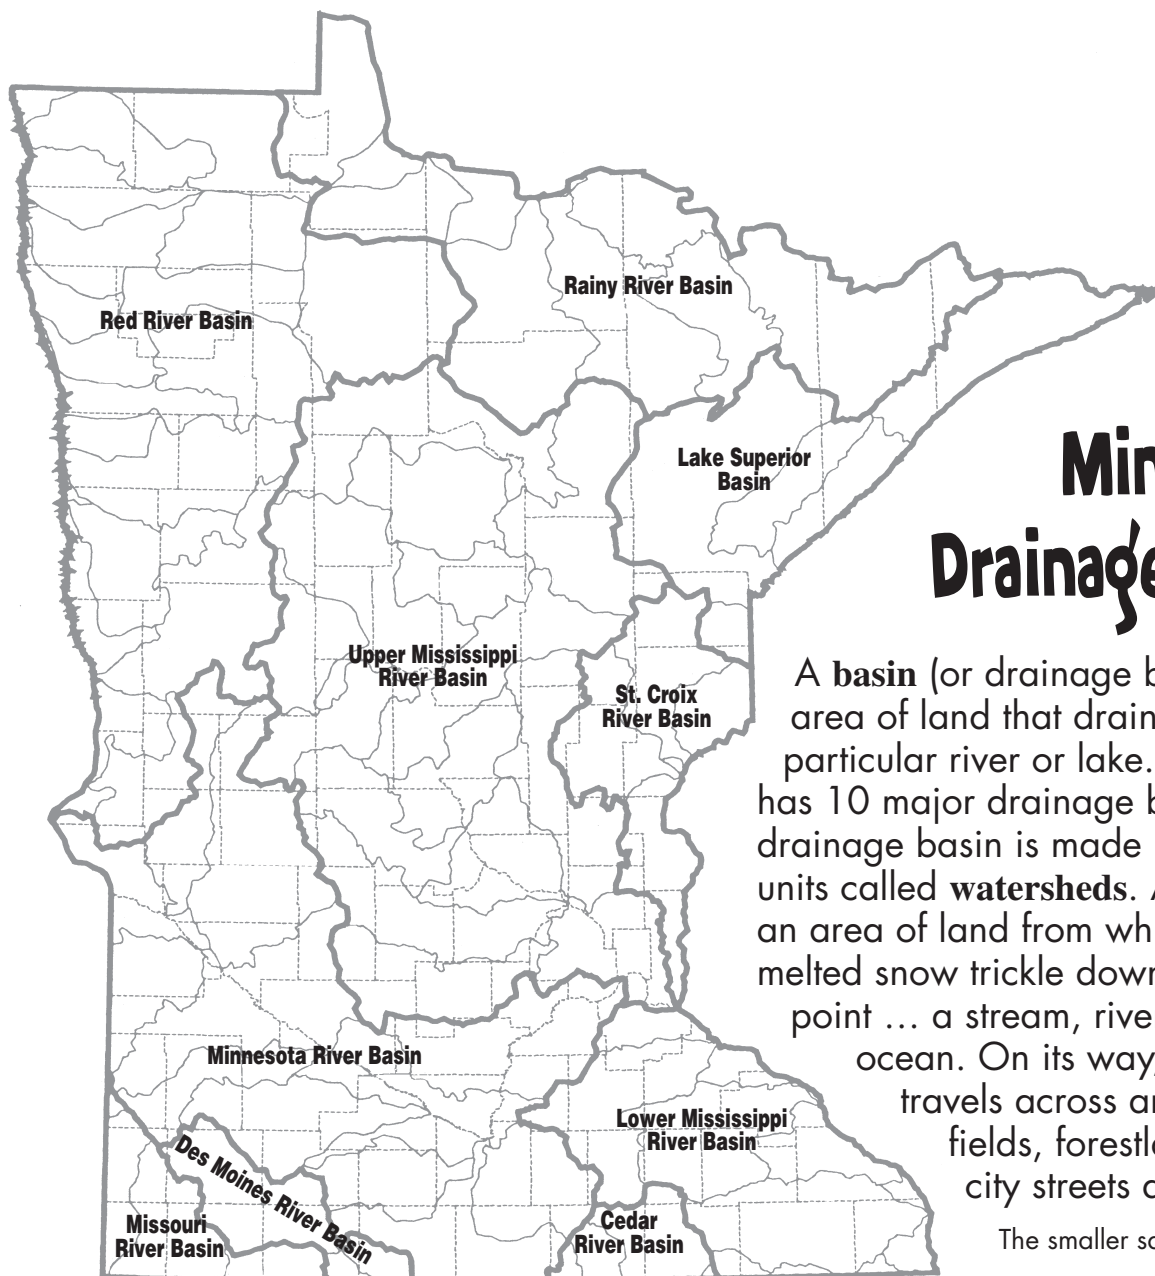 Rainy River Basin
Red River Basin
Lake Superior
Basin
Upper Mississippi
River Basin
St. Croix
River Basin
Minnesota River Basin
Lower Mississippi
River Basin
Des Moines River Basin
Missouri
River Basin
Cedar
River Basin
Min
Drainage
A basin (or drainage b
area of land that drain
particular river or lake.
has 10 major drainage b
drainage basin is made
units called watersheds. A
an area of land from wh
melted snow trickle down
point ... a stream, rive
ocean. On its way,
travels across
fields, forestl
city streets
The smaller